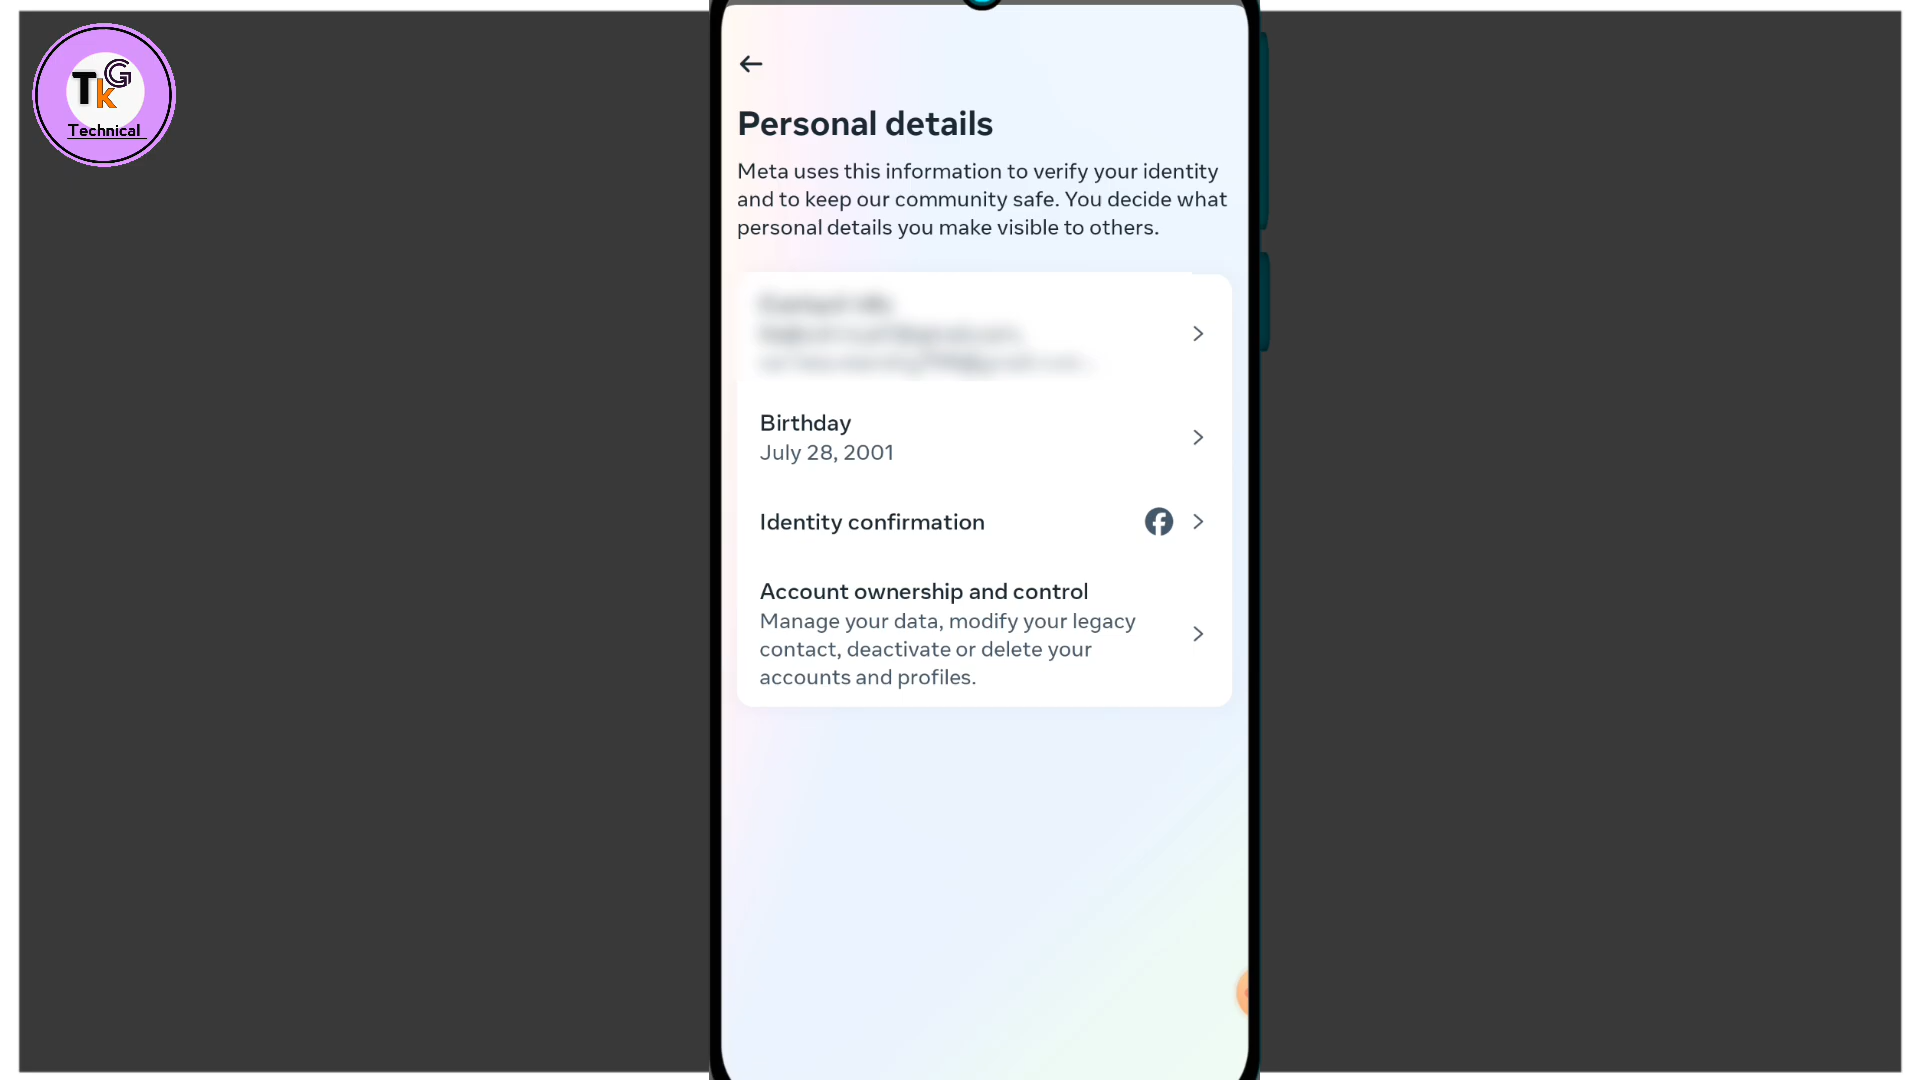 TkG
Technical
Personal details
Meta uses this information to verify your identity
and to keep our community safe. You decide what
personal details you make visible to others.
Birthday
July 28, 2001
Identity confirmation
Account ownership and control
Manage your data, modify your legacy
contact, deactivate or delete your
accounts and profiles.